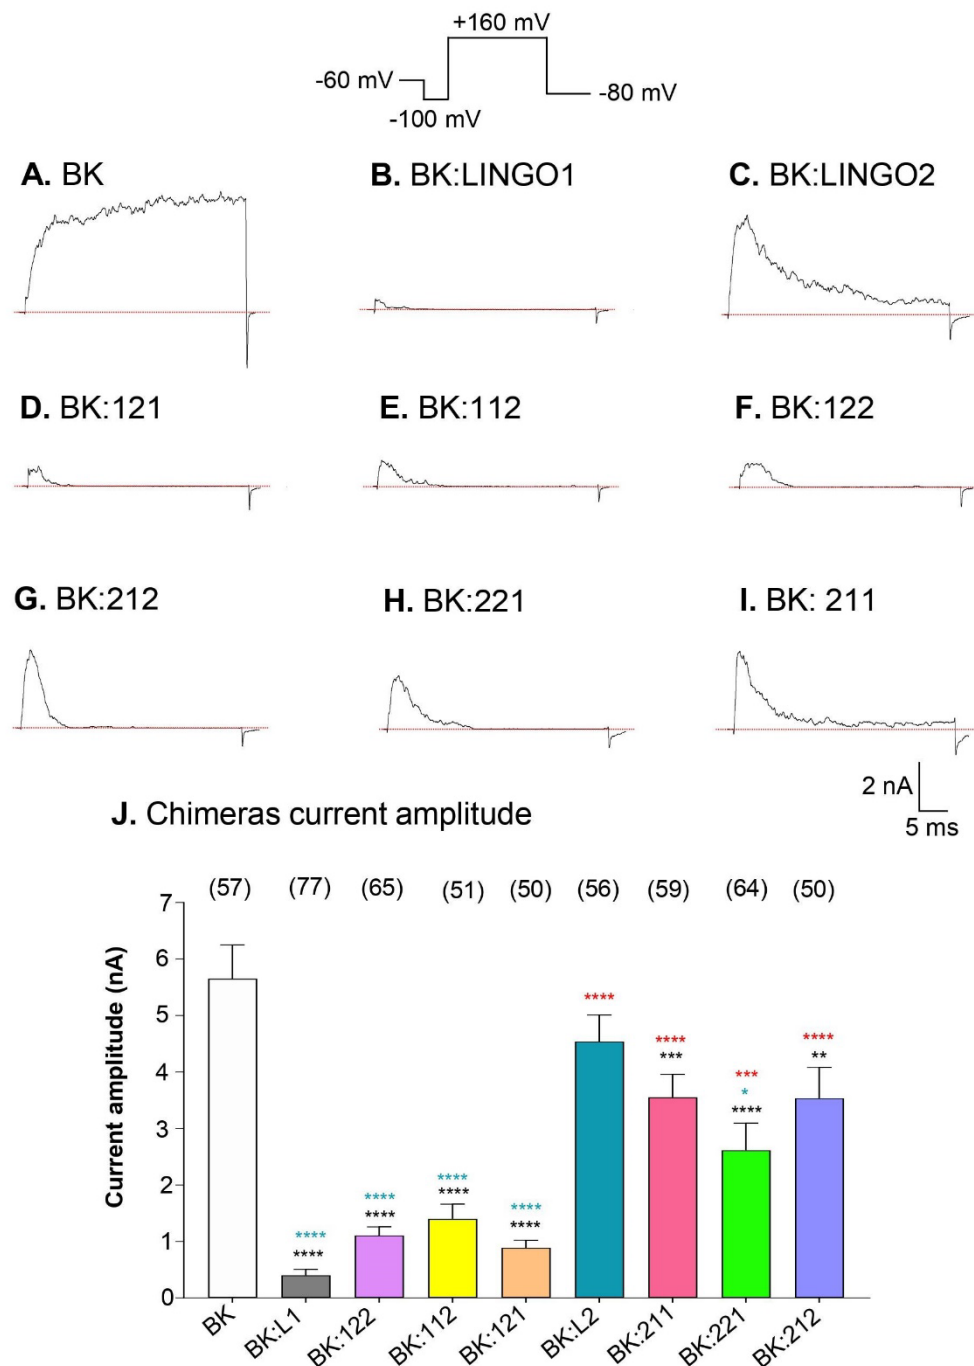 +160 mV
-60 mV
-80 mV
-100 mV
A. BK
B. BK:LINGO1
C. BK:LINGO2
D. BK:121
E. BK:112
F. BK:122
G. BK:212
H. BK:221
I. BK: 211
2 nA
5 ms
J. Chimeras current amplitude
(57) (77) (65) (51) (50) (56) (59) (64) (50)
Current amplitude (nA)
7
6
5
4
3
2
1
0
**** **** **** **** **** **** **** ****
**** *** *** * **** **** **
**** ****
BK BK:L1 BK:122 BK:112 BK:121 BK:L2 BK:211 BK:221 BK:212